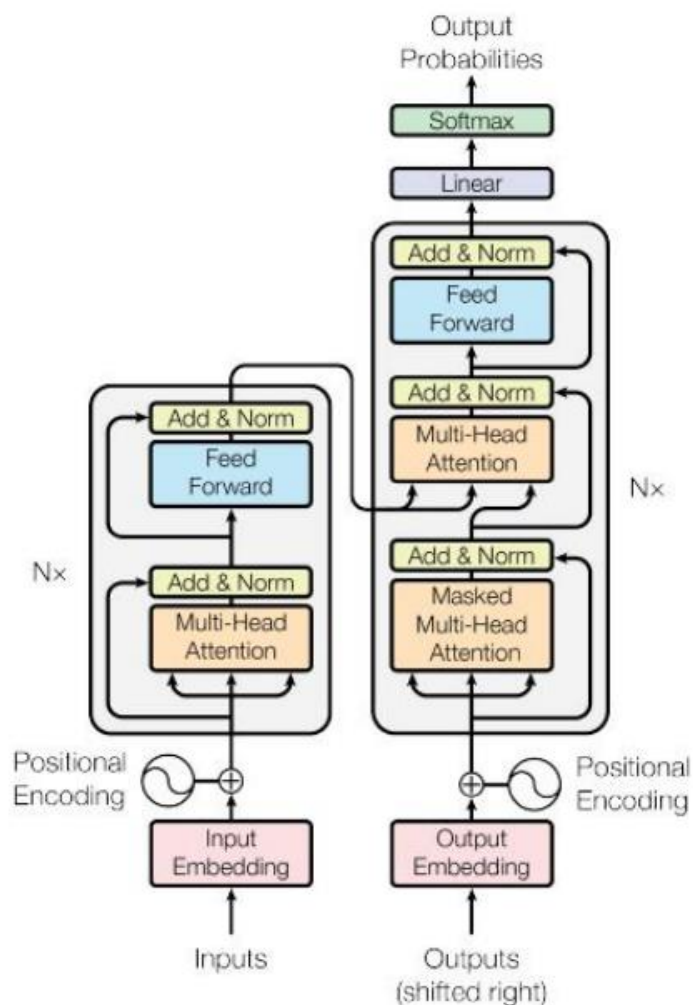 Output
Probabilities
Softmax
Linear
Add & Norm
Feed
Forward
Add & Norm
Multi-Head
Attention
Nx
Add & Norm
Masked
Multi-Head
Attention
Add & Norm
Feed
Forward
Nx
Add & Norm
Multi-Head
Attention
Positional
Encoding
Positional
Encoding
Input
Embedding
Output
Embedding
Inputs
Outputs
(shifted right)